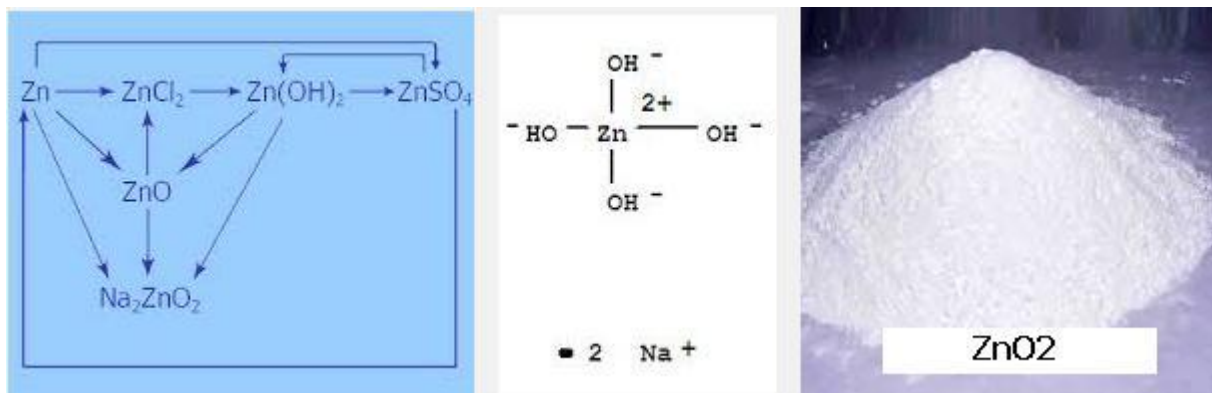 Zn ZnCl₂ Zn(OH)₂ ZnSO₄
ZnO
Na₂ZnO₂
OH⁻
2+
⁻HO Zn OH⁻
OH⁻
• 2 Na⁺
ZnO2